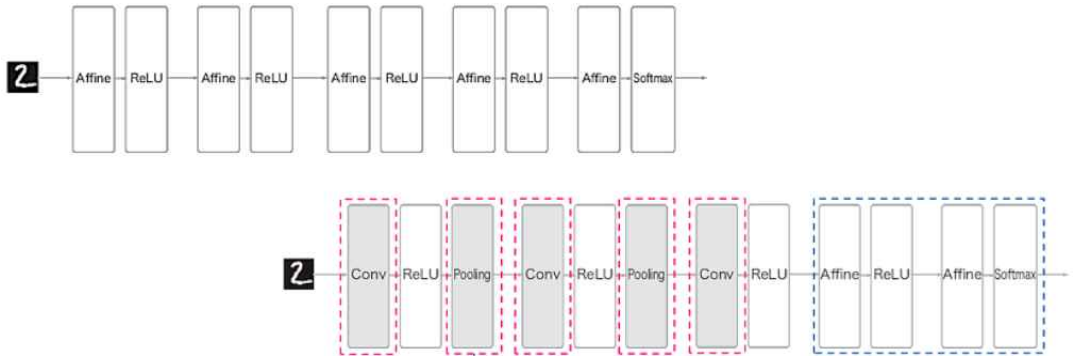 2 Affine ReLU Affine ReLU Affine ReLU Affine ReLU Affine Softmax
2 Conv ReLU Pooling Conv ReLU Pooling Conv ReLU Affine ReLU Affine Softmax